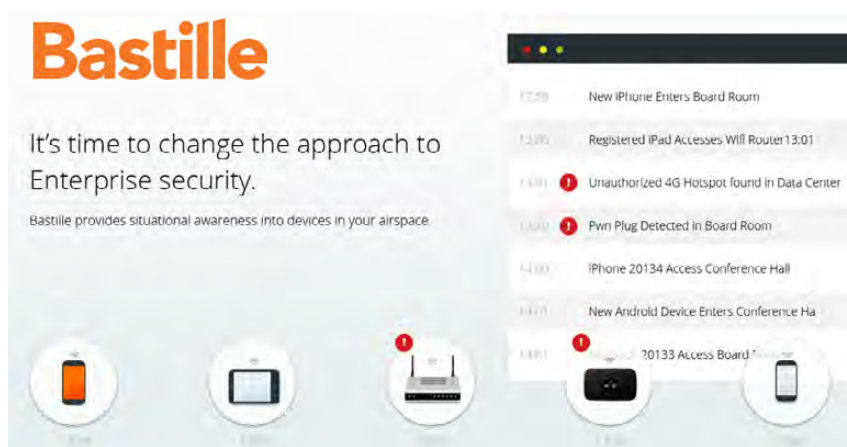 Bastille
It's time to change the approach to
Enterprise security.
Bastille provides situational awareness into devices in your airspace.
New iPhone Enters Board Room
Registered iPad Accesses Wifi Router13:01
Unauthorized 4G Hotspot found in Data Center
Pwn Plug Detected in Board Room
iPhone 20134 Access Conference Hall
New Android Device Enters Conference Ha
20133 Access Board